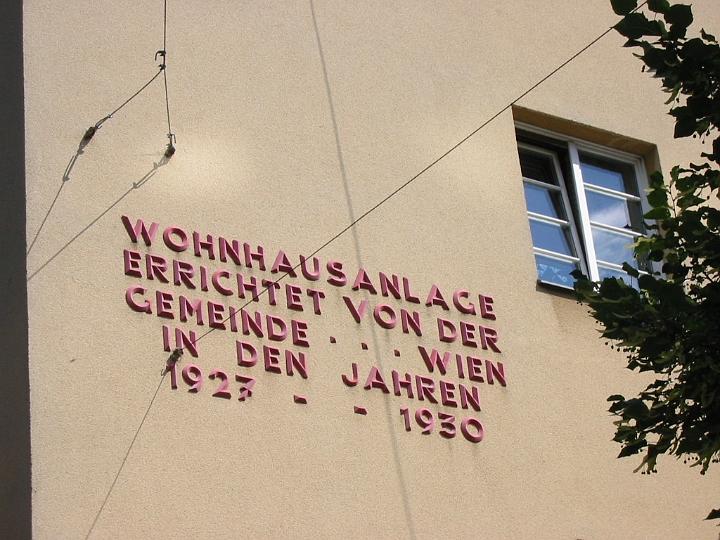 WOHNHAUSANLAGE
ERRICHTET VON DER
GEMEINDE . . . WIEN
IN DEN JAHREN
1927 - - 1930